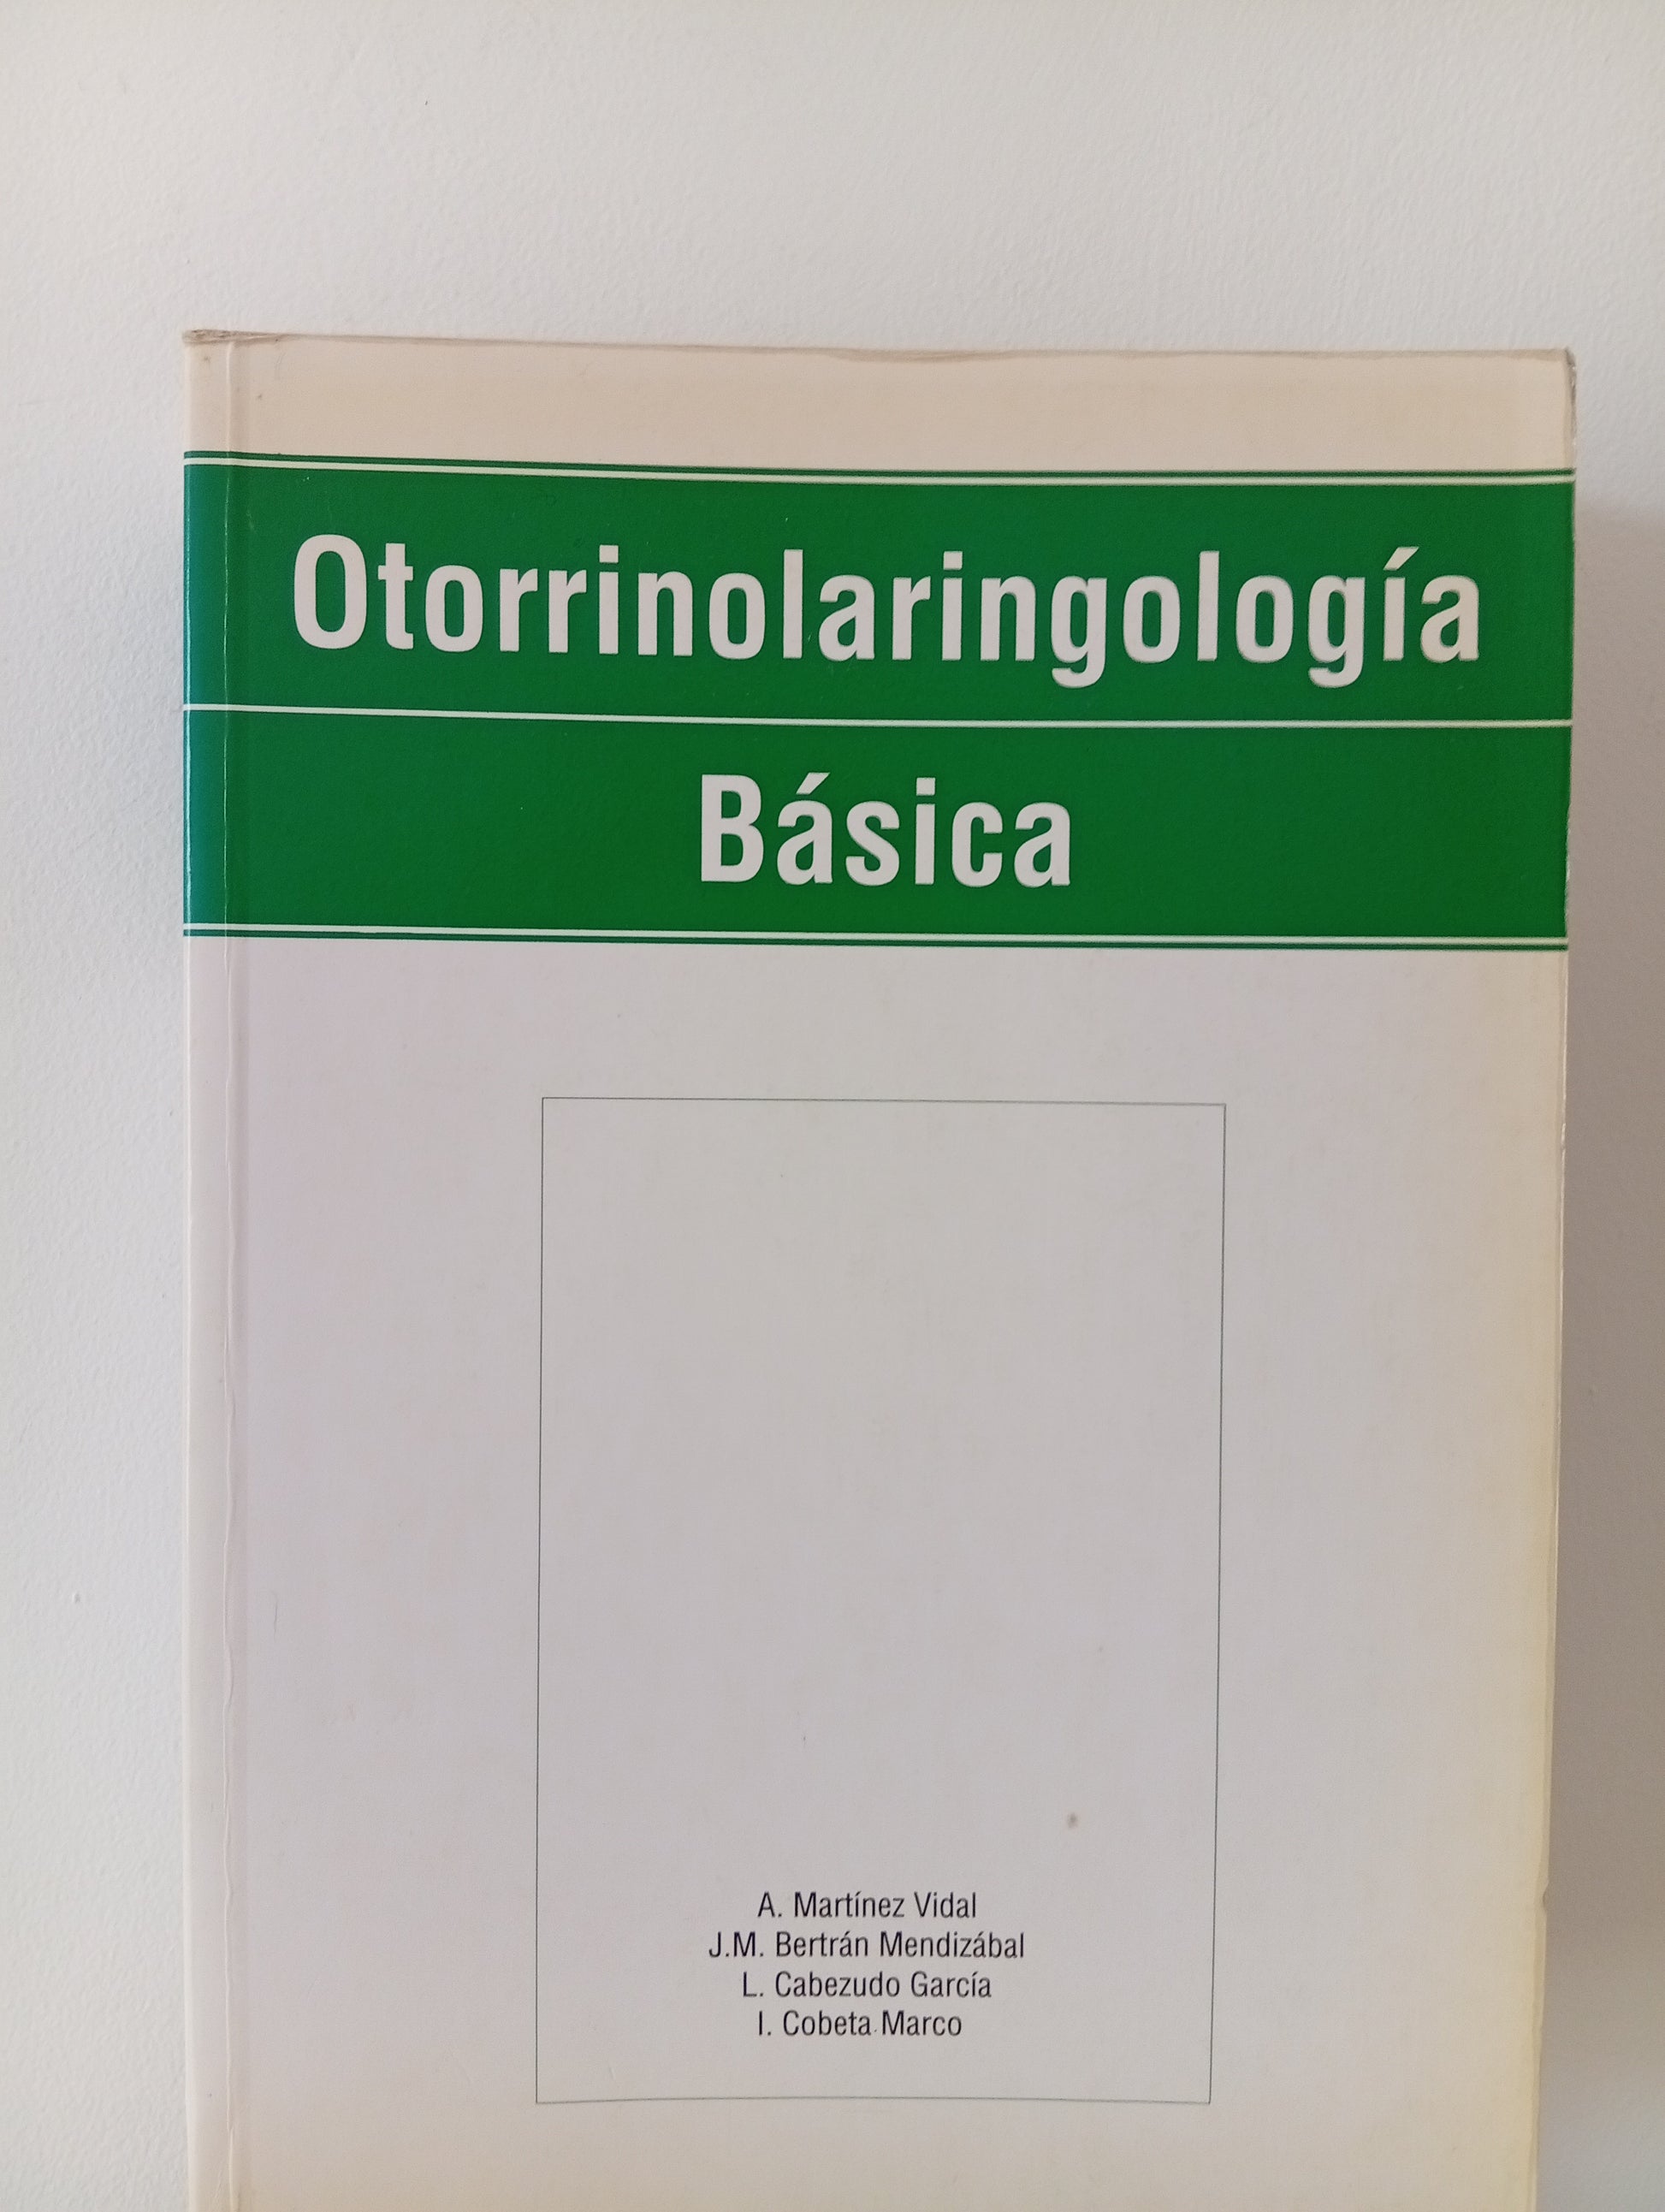 Otorrinolaringología
Básica
A. Martínez Vidal
J.M. Bertrán Mendizábal
L. Cabezudo García
I. Cobeta Marco